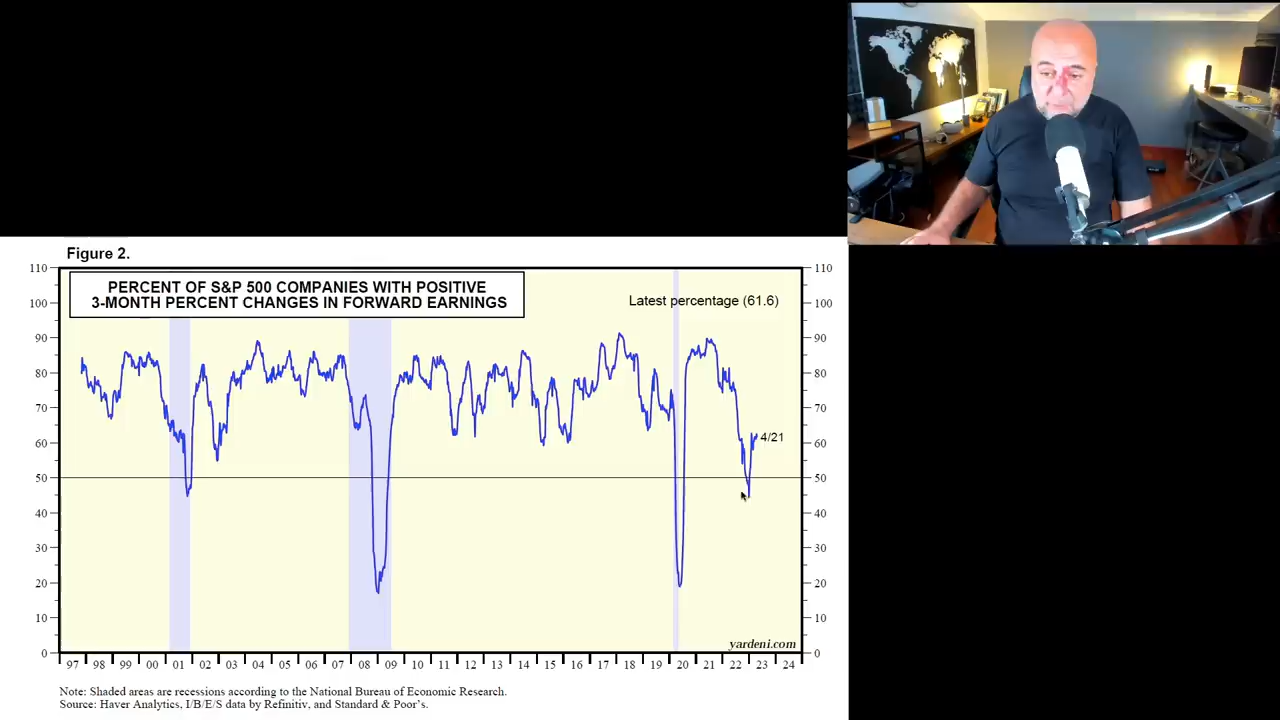 Figure 2.
PERCENT OF S&P 500 COMPANIES WITH POSITIVE
3-MONTH PERCENT CHANGES IN FORWARD EARNINGS
Latest percentage (61.6)
110 110
100 100
90 90
80 80
70 70
60 60
50 50
40 40
30 30
20 20
10 10
0 0
4/21
yardeni.com
97 98 99 00 01 02 03 04 05 06 07 08 09 10 11 12 13 14 15 16 17 18 19 20 21 22 23 24
Note: Shaded areas are recessions according to the National Bureau of Economic Research.
Source: Haver Analytics, I/B/E/S data by Refinitiv, and Standard & Poor's.